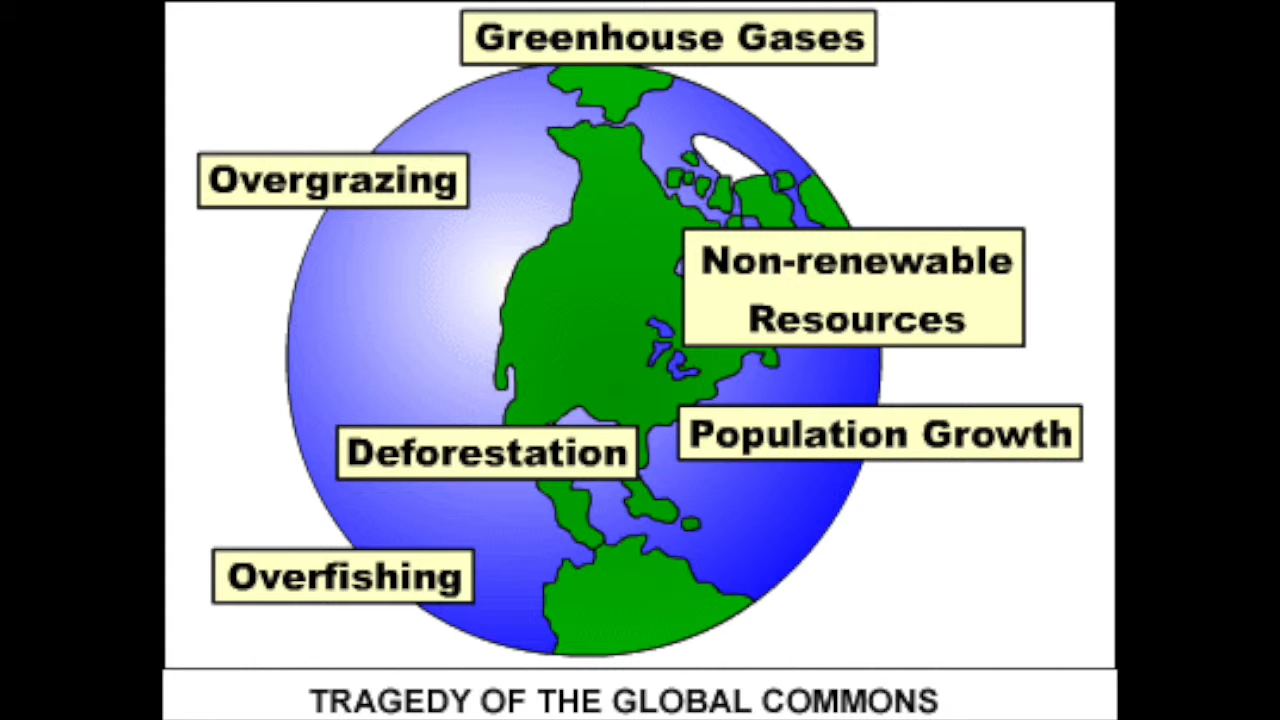 Greenhouse Gases
Overgrazing
Non-renewable
Resources
Population Growth
Deforestation
Overfishing
TRAGEDY OF THE GLOBAL COMMONS